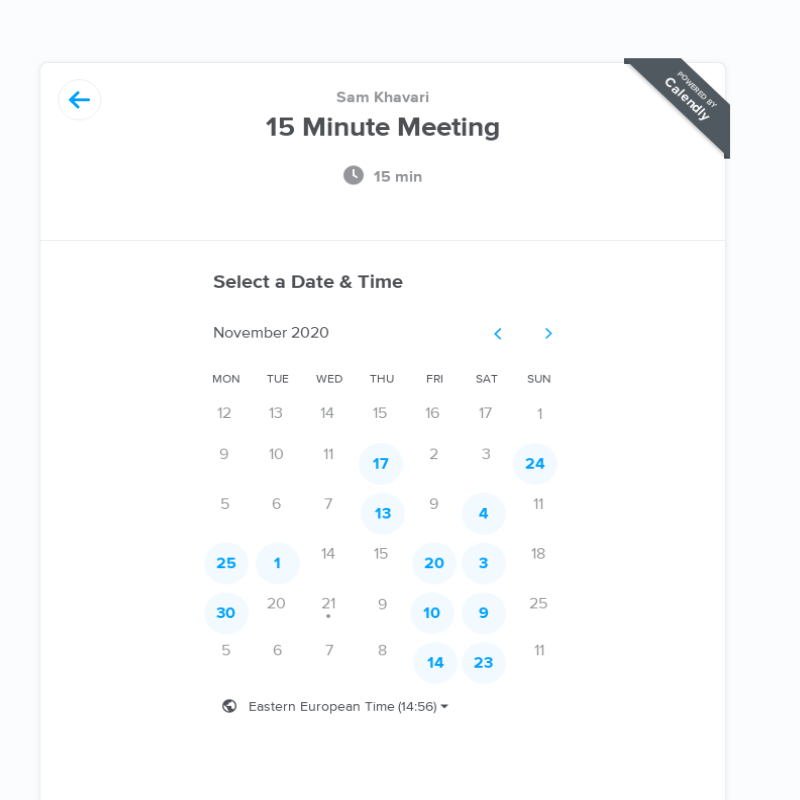 POWERED BY
Calendly
Sam Khavari
15 Minute Meeting
15 min
Select a Date & Time
November 2020
MON TUE WED THU FRI SAT SUN
12 13 14 15 16 17 1
9 10 11 17 2 3 24
5 6 7 13 9 4 11
25 1 14 15 20 3 18
30 20 21 9 10 9 25
5 6 7 8 14 23 11
Eastern European Time (14:56)